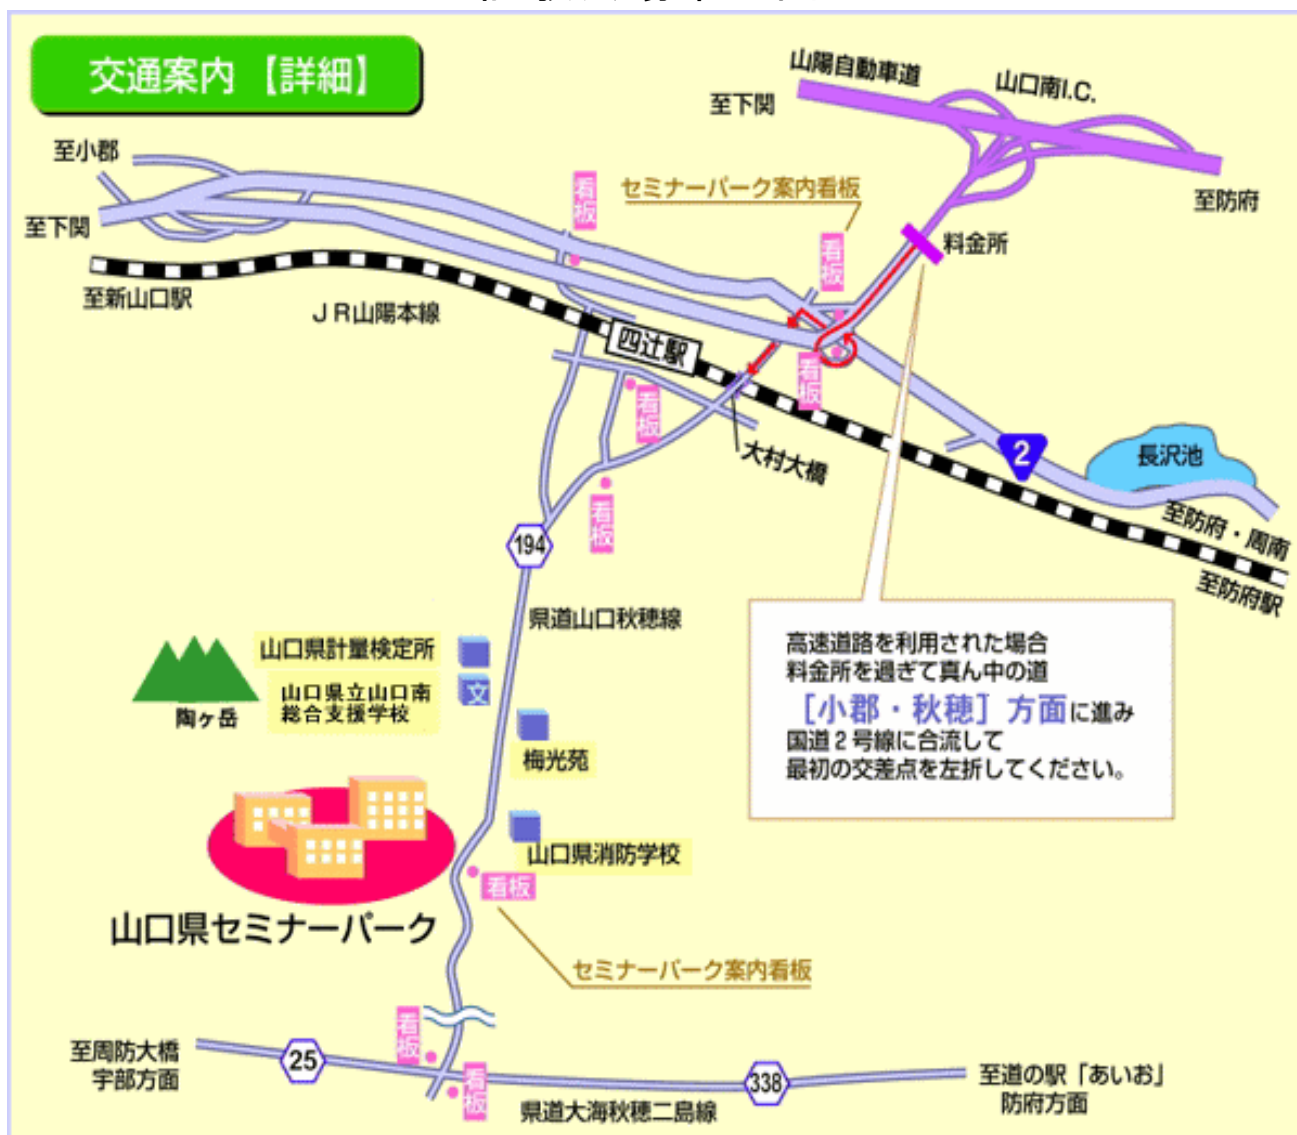 交通案内【詳細】
山陽自動車道
山口南I.C.
至下関
至防府
至小郡
至下関
看板
セミナーパーク案内看板
看板
料金所
至新山口駅
JR山陽本線
四辻駅
看板
看板
大村大橋
2
長沢池
至防府・周南
至防府駅
看板
194
県道山口秋穂線
高速道路を利用された場合
料金所を過ぎて真ん中の道
[小郡・秋穂]方面に進み
国道2号線に合流して
最初の交差点を左折してください。
山口県計量検定所
文
山口県立山口南
総合支援学校
陶ヶ岳
梅光苑
山口県消防学校
看板
山口県セミナーパーク
セミナーパーク案内看板
看板
至周防大橋
宇部方面
25
看板
338
県道大海秋穂二島線
至道の駅「あいお」
防府方面